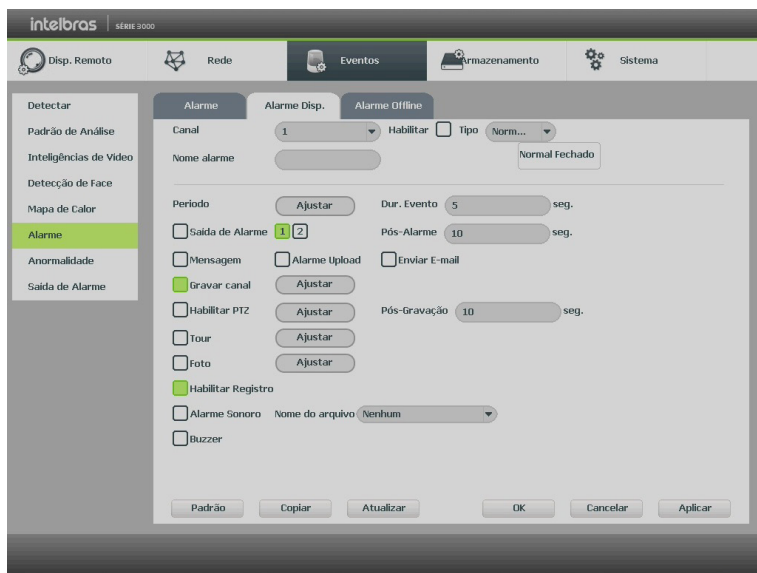 intelbras SÉRIE 3000
Disp. Remoto Rede Eventos Armazenamento Sistema
Detectar
Padrão de Análise
Inteligências de Vídeo
Detecção de Face
Mapa de Calor
Alarme
Anormalidade
Saída de Alarme
Alarme Alarme Disp. Alarme Offline
Canal 1 Habilitar Tipo Norm...
Nome alarme Normal Fechado
Periodo Ajustar Dur. Evento 5 seg.
Saída de Alarme 1 2 Pós-Alarme 10 seg.
Mensagem Alarme Upload Enviar E-mail
Gravar canal Ajustar
Habilitar PTZ Ajustar Pós-Gravação 10 seg.
Tour Ajustar
Foto Ajustar
Habilitar Registro
Alarme Sonoro Nome do arquivo Nenhum
Buzzer
Padrão Copiar Atualizar OK Cancelar Aplicar